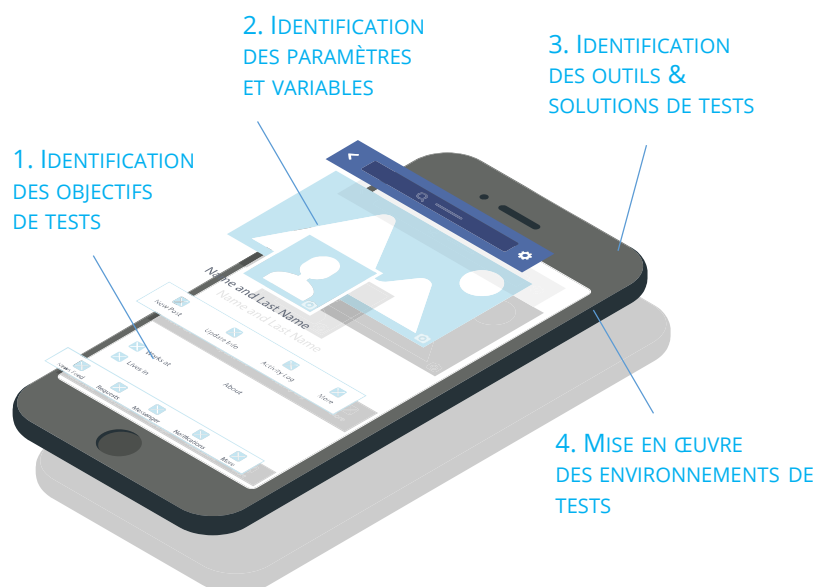 2. Identification
des paramètres
et variables
3. Identification
des outils &
solutions de tests
1. Identification
des objectifs
de tests
Name and Last Name
Name and Last Name
New Post
Update Info
Activity Log
More
Works at
Lives in
About
News Feed
Requests
Messenger
Notifications
More
4. Mise en œuvre
des environnements de
tests